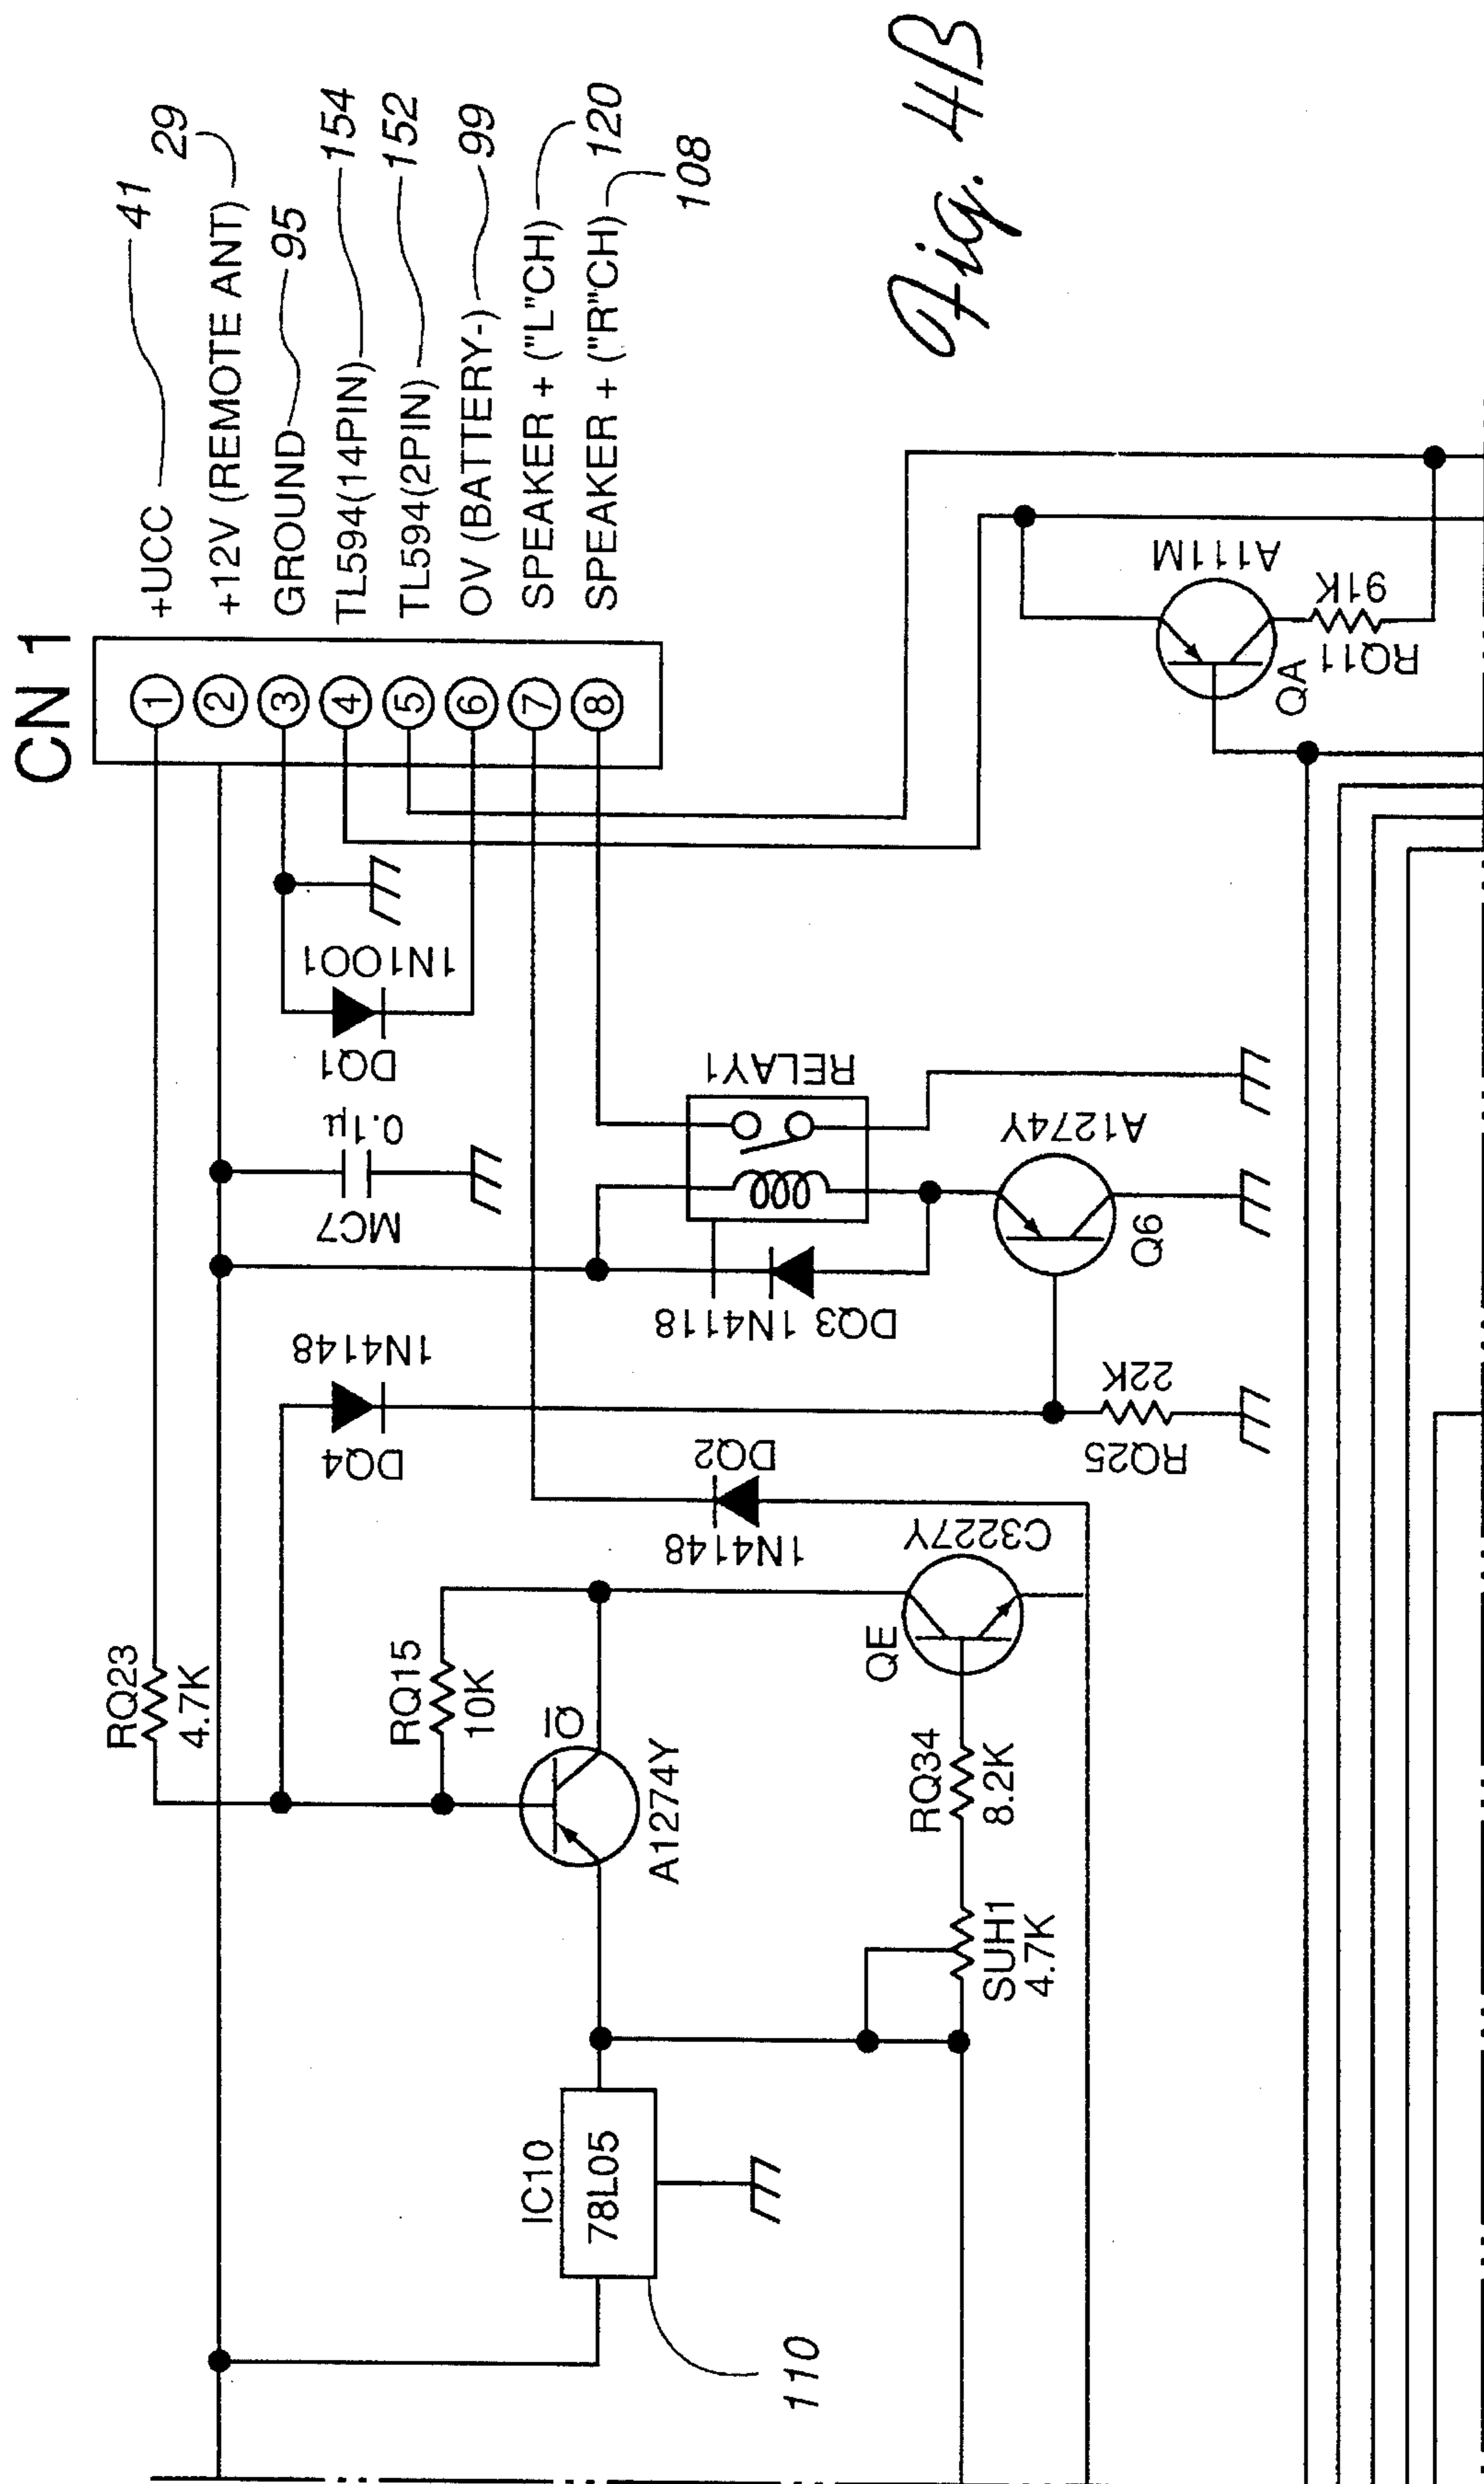 Fig. 4B
CN 1
+UCC 41
+12V (REMOTE ANT) 29
GROUND 95
TL594(14PIN) 154
TL594(2PIN) 152
OV (BATTERY-) 99
SPEAKER + ("L"CH) 120
SPEAKER + ("R"CH) 108
1
2
3
4
5
6
7
8
1N1001
DQ1
0.1µ
MC7
RELAY1
A1274Y
Q6
DQ3 1N4118
1N4148
DQ4
22K
RQ25
DQ2
1N4148
C3227Y
QE
A111M
QA
91K
RQ11
RQ23
4.7K
RQ15
10K
IQ
A1274Y
RQ34
8.2K
SUH1
4.7K
IC10
78L05
110